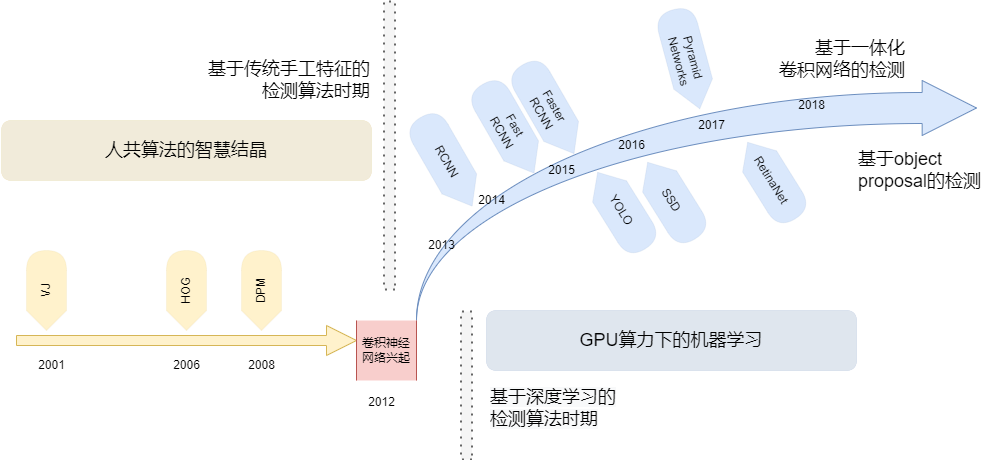 基于传统手工特征的
检测算法时期
人共算法的智慧结晶
VJ
HOG
DPM
2001
2006
2008
卷积神经
网络兴起
2012
RCNN
Fast
RCNN
Faster
RCNN
Pyramid
Networks
基于一体化
卷积网络的检测
2013
2014
2015
2016
2017
2018
YOLO
SSD
RetinaNet
基于object
proposal的检测
GPU算力下的机器学习
基于深度学习的
检测算法时期